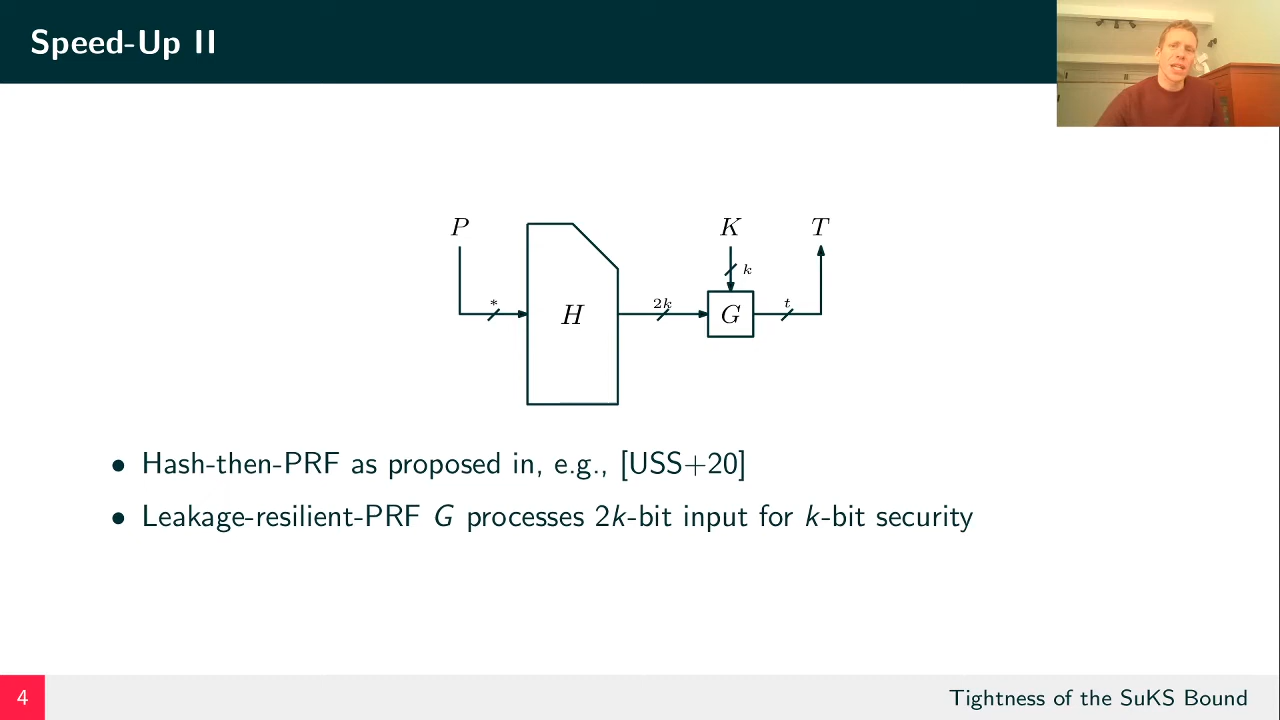 Speed-Up II
P
K
T
*
H
2k
k
G
t
• Hash-then-PRF as proposed in, e.g., [USS+20]
• Leakage-resilient-PRF G processes 2k-bit input for k-bit security
4
Tightness of the SuKS Bound